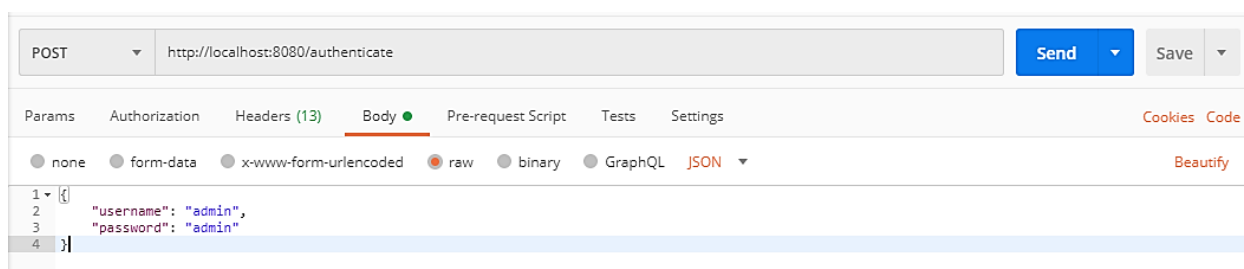 POST http://localhost:8080/authenticate Send Save
Params Authorization Headers (13) Body Pre-request Script Tests Settings Cookies Code
none form-data x-www-form-urlencoded raw binary GraphQL JSON Beautify
1 {
2 "username": "admin",
3 "password": "admin"
4 }